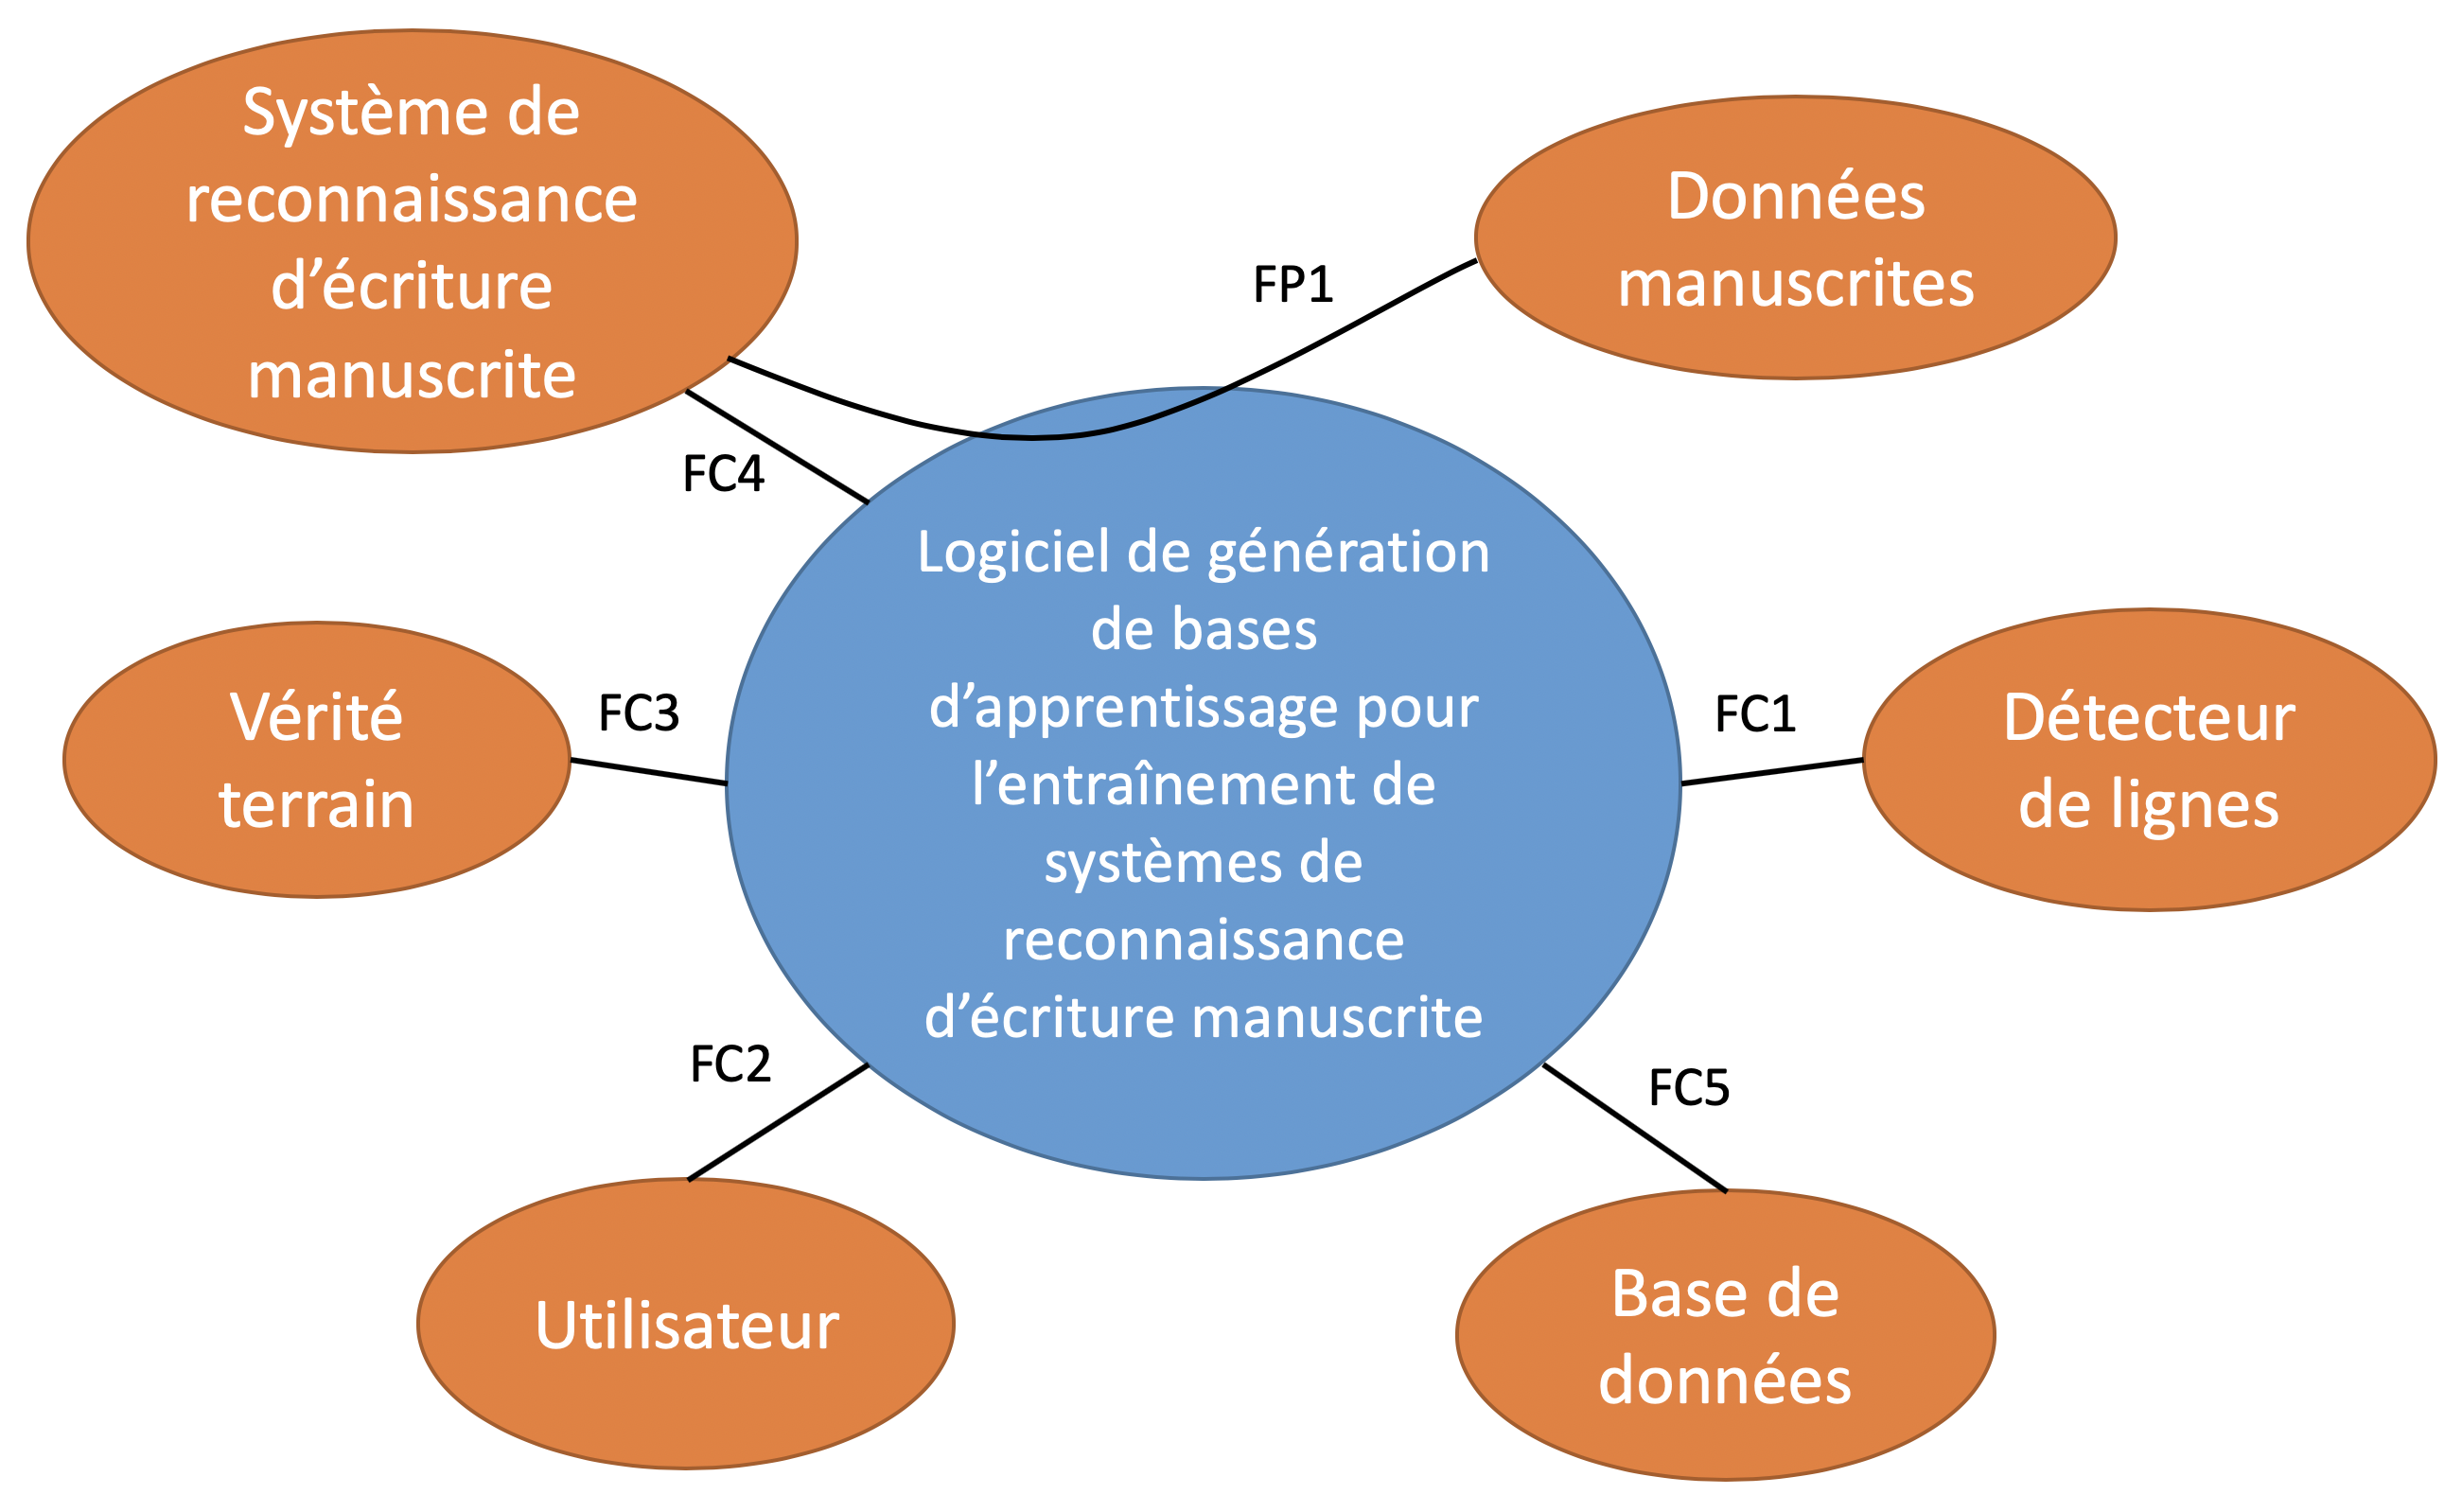 Système de
reconnaissance
d’écriture
manuscrite
Données
manuscrites
FP1
FC4
Logiciel de génération
de bases
d’apprentissage pour
l’entraînement de
systèmes de
reconnaissance
d’écriture manuscrite
Vérité
terrain
FC3
FC1
Détecteur
de lignes
FC2
FC5
Utilisateur
Base de
données